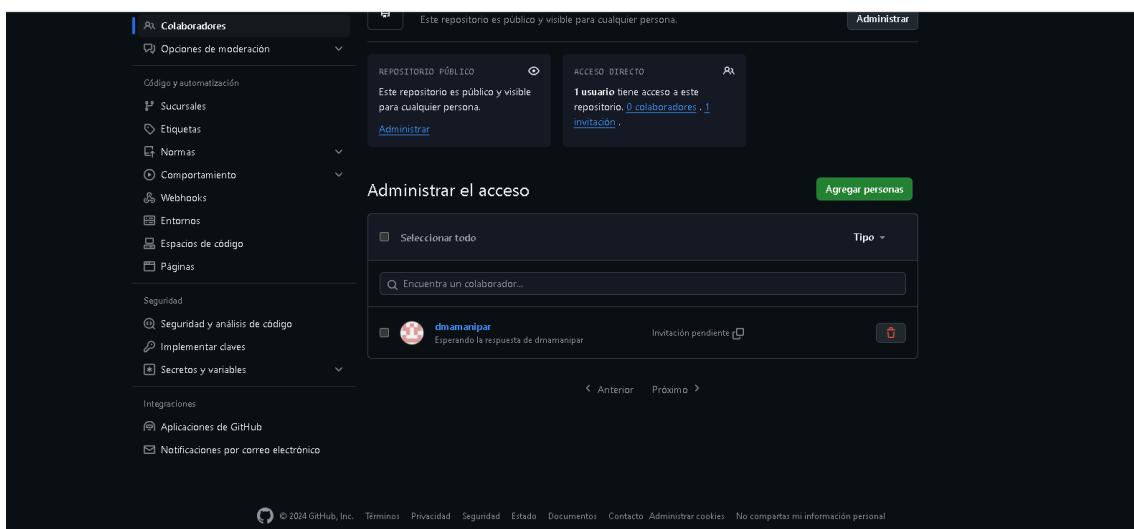 Colaboradores
Opciones de moderación
Código y automatización
Sucursales
Etiquetas
Normas
Comportamiento
Webhooks
Entornos
Espacios de código
Páginas
Seguridad
Seguridad y análisis de código
Implementar claves
Secretos y variables
Integraciones
Aplicaciones de GitHub
Notificaciones por correo electrónico
Este repositorio es público y visible para cualquier persona.
Administrar
REPOSITORIO PÚBLICO
Este repositorio es público y visible
para cualquier persona.
Administrar
ACCESO DIRECTO
1 usuario tiene acceso a este
repositorio. 0 colaboradores . 1
invitación .
Administrar el acceso
Agregar personas
Seleccionar todo
Tipo
Encuentra un colaborador...
dmamanipar
Esperando la respuesta de dmamanipar
Invitación pendiente
Anterior Próximo
© 2024 GitHub, Inc. Términos Privacidad Seguridad Estado Documentos Contacto Administrar cookies No compartas mi información personal